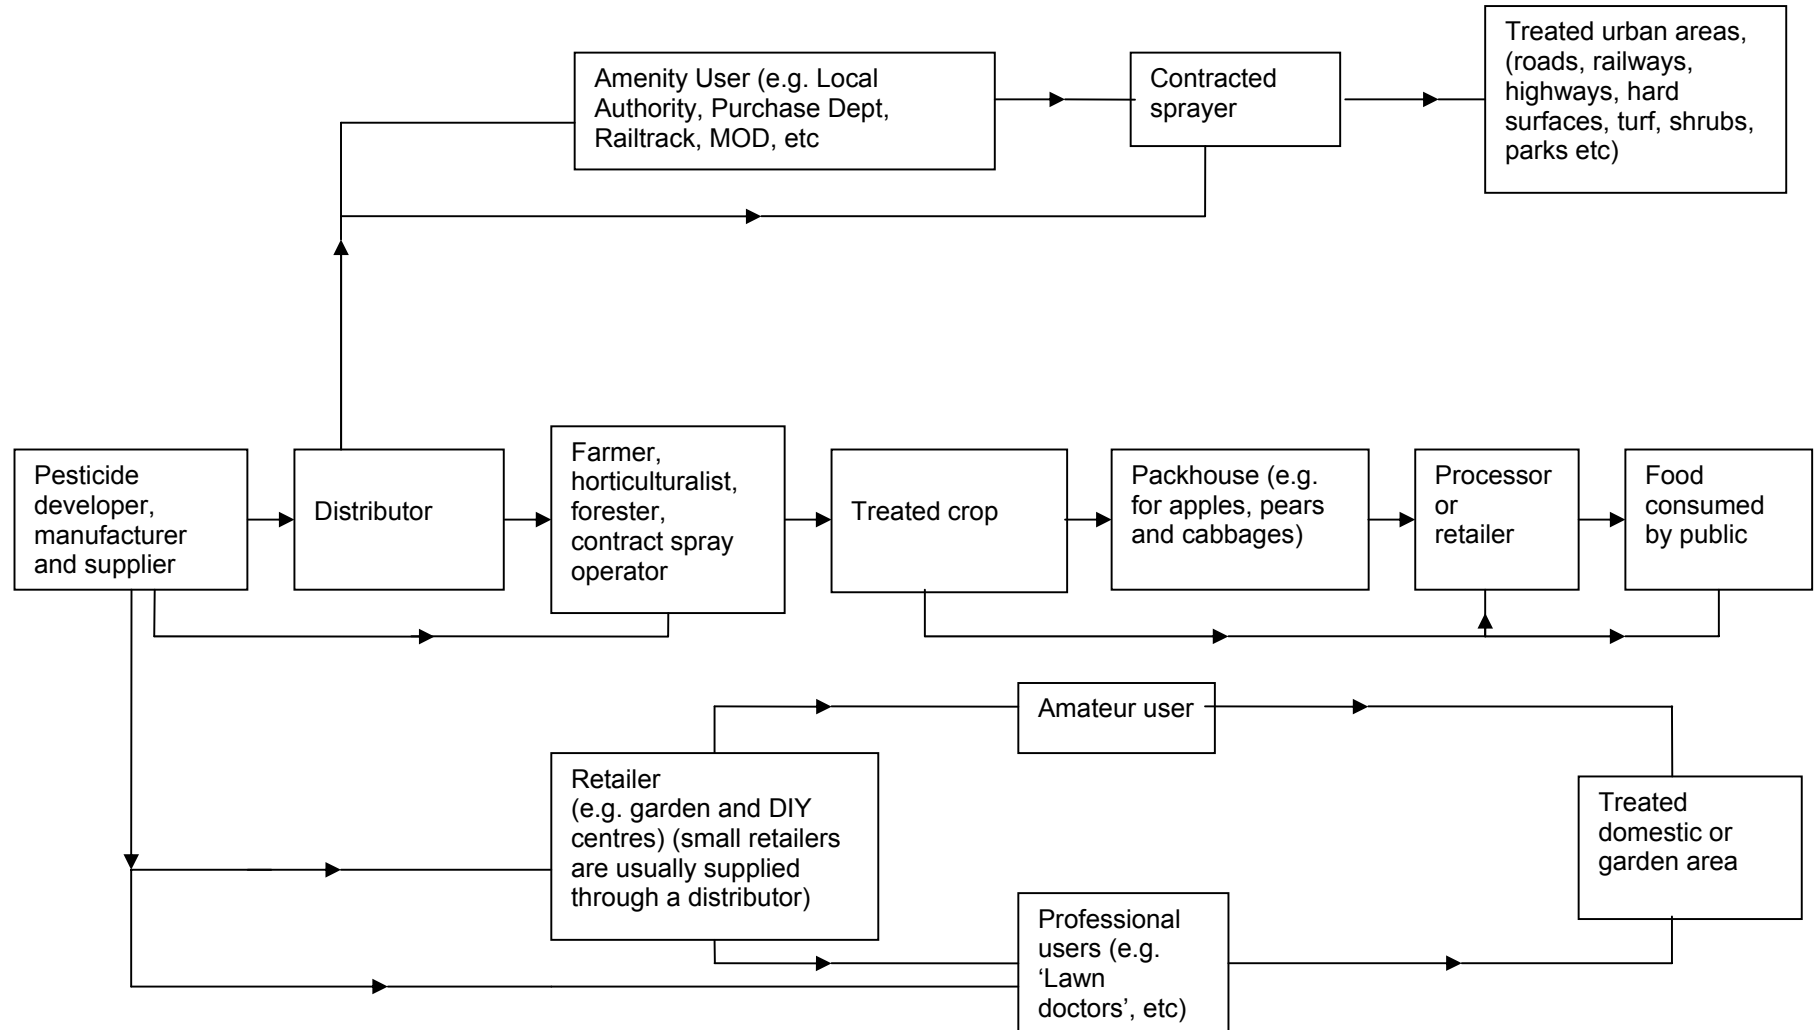 Treated urban areas,
(roads, railways,
highways, hard
surfaces, turf, shrubs,
parks etc)
Amenity User (e.g. Local
Authority, Purchase Dept,
Railtrack, MOD, etc
Contracted
sprayer
Pesticide
developer,
manufacturer
and supplier
Distributor
Farmer,
horticulturalist,
forester,
contract spray
operator
Treated crop
Packhouse (e.g.
for apples, pears
and cabbages)
Processor
or
retailer
Food
consumed
by public
Amateur user
Retailer
(e.g. garden and DIY
centres) (small retailers
are usually supplied
through a distributor)
Treated
domestic or
garden area
Professional
users (e.g.
‘Lawn
doctors’, etc)